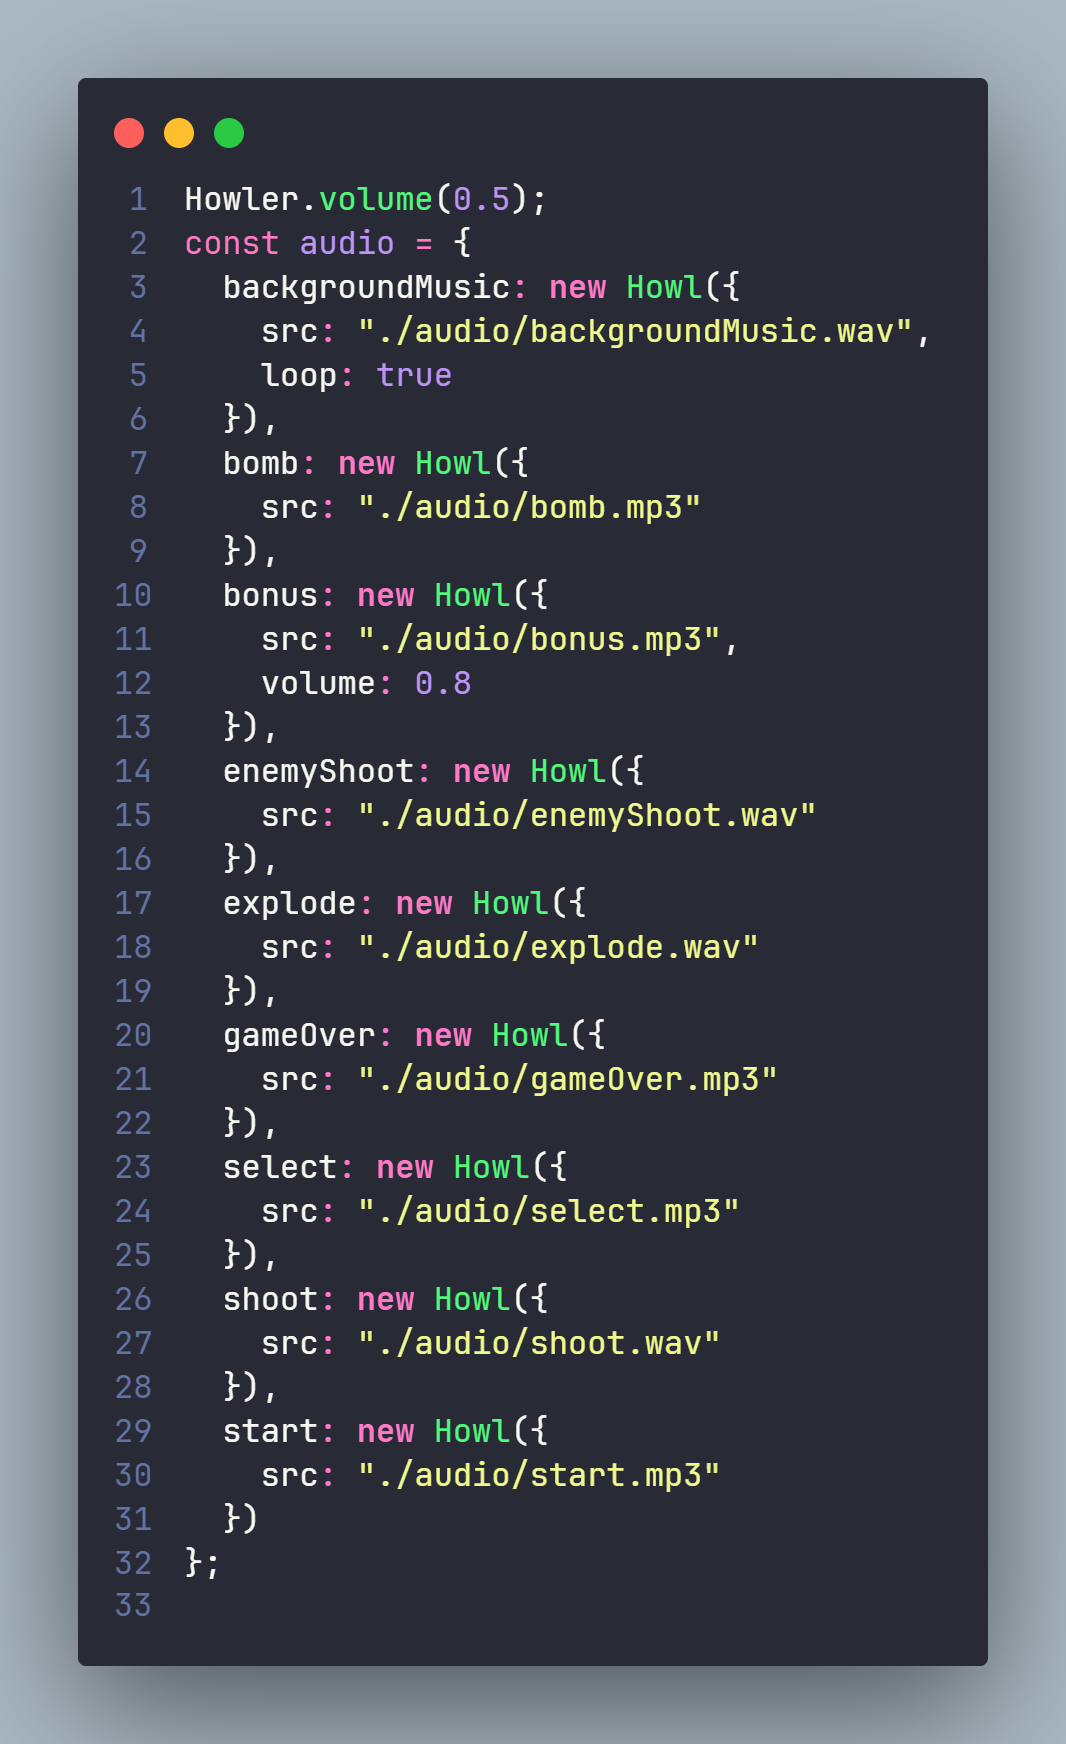 1 Howler.volume(0.5);
2 const audio = {
3   backgroundMusic: new Howl({
4     src: "./audio/backgroundMusic.wav",
5     loop: true
6   }),
7   bomb: new Howl({
8     src: "./audio/bomb.mp3"
9   }),
10   bonus: new Howl({
11     src: "./audio/bonus.mp3",
12     volume: 0.8
13   }),
14   enemyShoot: new Howl({
15     src: "./audio/enemyShoot.wav"
16   }),
17   explode: new Howl({
18     src: "./audio/explode.wav"
19   }),
20   gameOver: new Howl({
21     src: "./audio/gameOver.mp3"
22   }),
23   select: new Howl({
24     src: "./audio/select.mp3"
25   }),
26   shoot: new Howl({
27     src: "./audio/shoot.wav"
28   }),
29   start: new Howl({
30     src: "./audio/start.mp3"
31   })
32 };
33